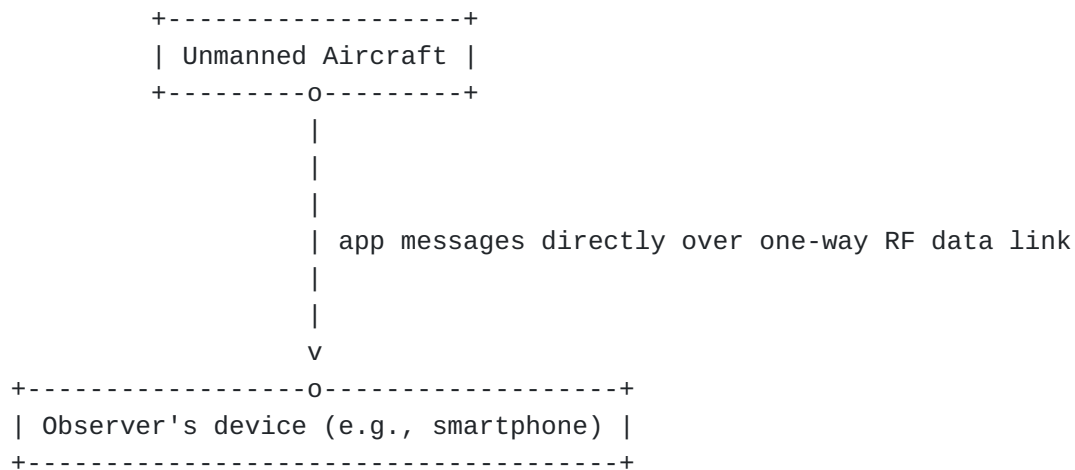 +-------------------+
| Unmanned Aircraft |
+---------o---------+
|
|
|
| app messages directly over one-way RF data link
|
|
v
+------------------o-------------------+
| Observer's device (e.g., smartphone) |
+--------------------------------------+